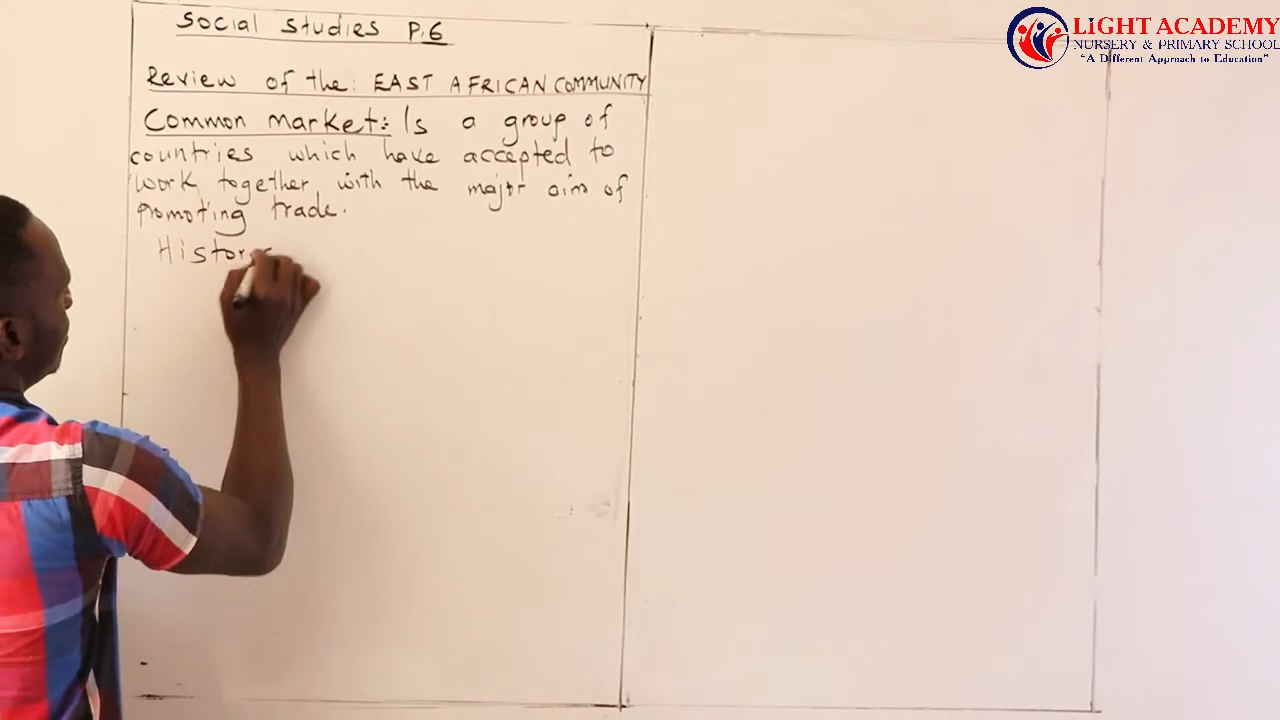 Social Studies P.6
Review of the: EAST AFRICAN COMMUNITY
Common market: Is a group of
countries which have accepted to
work together with the major aim of
promoting trade.
Histor
LIGHT ACADEMY
NURSERY & PRIMARY SCHOOL
"A Different Approach to Education"